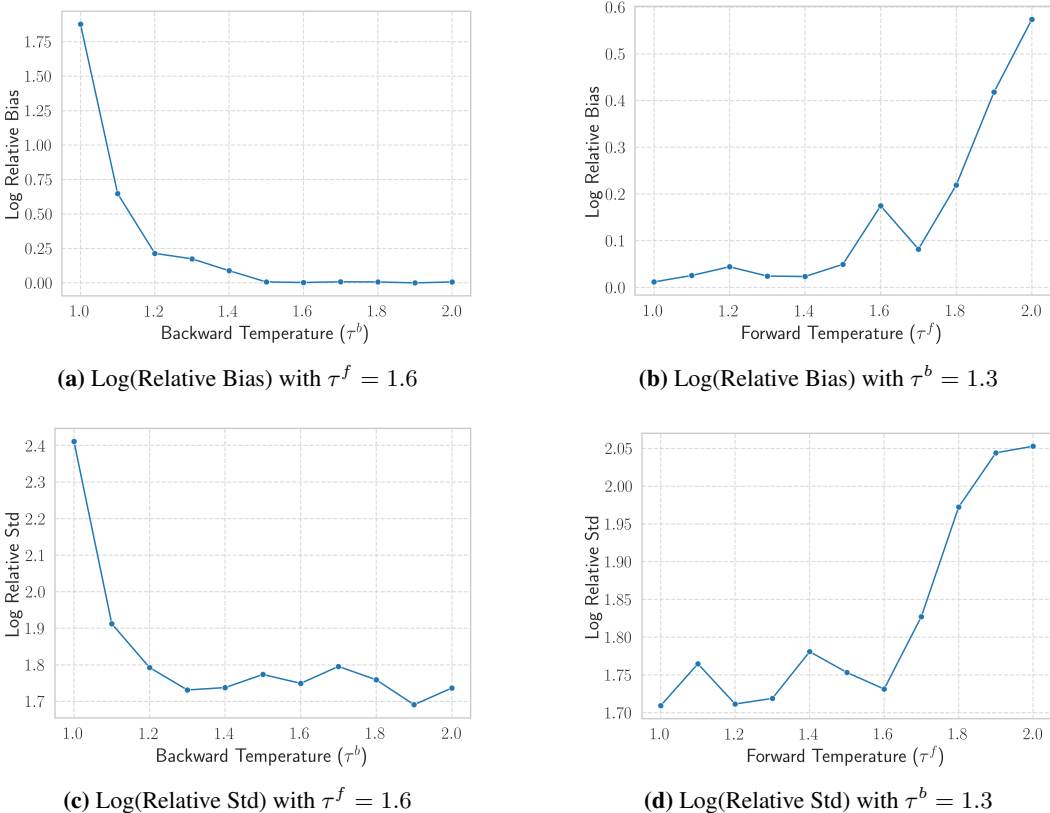 1.75
1.50
1.25
1.00
0.75
0.50
0.25
0.00
Log Relative Bias
1.0 1.2 1.4 1.6 1.8 2.0
Backward Temperature (τ^b)
(a) Log(Relative Bias) with τ^f = 1.6
0.6
0.5
0.4
0.3
0.2
0.1
0.0
Log Relative Bias
1.0 1.2 1.4 1.6 1.8 2.0
Forward Temperature (τ^f)
(b) Log(Relative Bias) with τ^b = 1.3
2.4
2.3
2.2
2.1
2.0
1.9
1.8
1.7
Log Relative Std
1.0 1.2 1.4 1.6 1.8 2.0
Backward Temperature (τ^b)
(c) Log(Relative Std) with τ^f = 1.6
2.05
2.00
1.95
1.90
1.85
1.80
1.75
1.70
Log Relative Std
1.0 1.2 1.4 1.6 1.8 2.0
Forward Temperature (τ^f)
(d) Log(Relative Std) with τ^b = 1.3